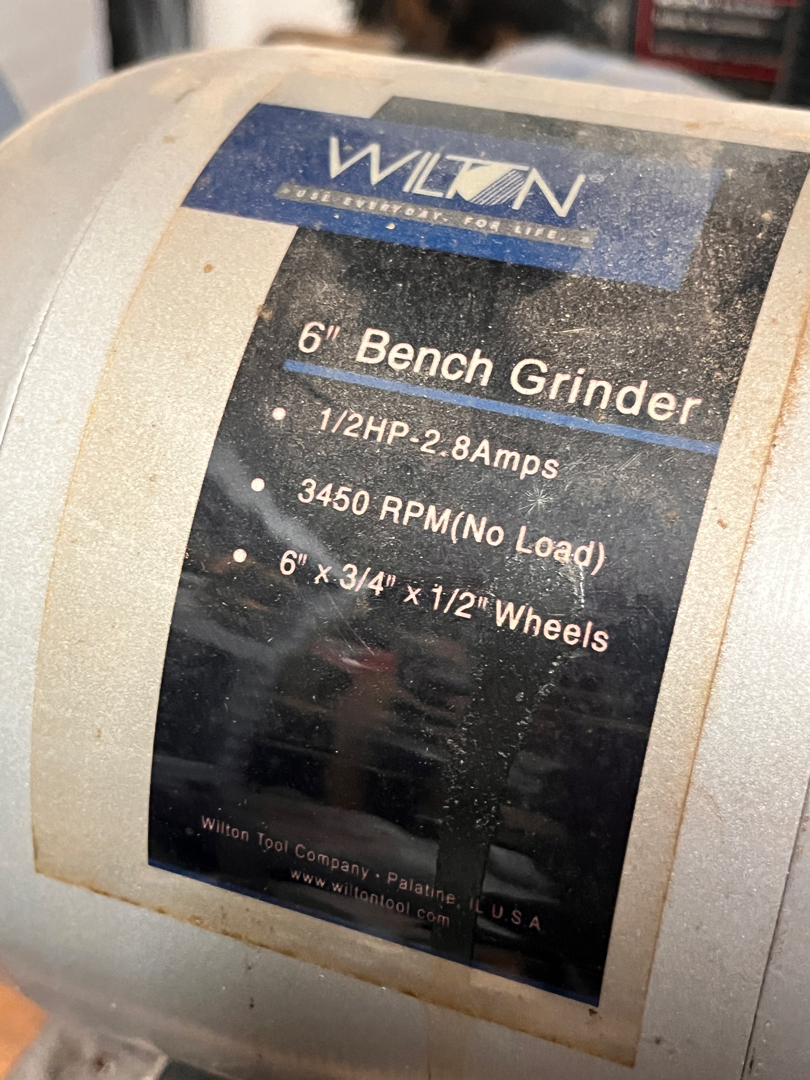 WILTON®
USE EVERYDAY. FOR LIFE.
6" Bench Grinder
• 1/2HP-2.8Amps
• 3450 RPM(No Load)
• 6" x 3/4" x 1/2" Wheels
Wilton Tool Company • Palatine, IL U.S.A
www.wiltontool.com